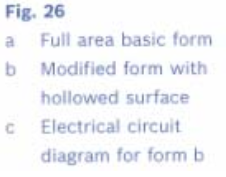 Fig. 26
a Full area basic form
b Modified form with
hollowed surface
c Electrical circuit
diagram for form b